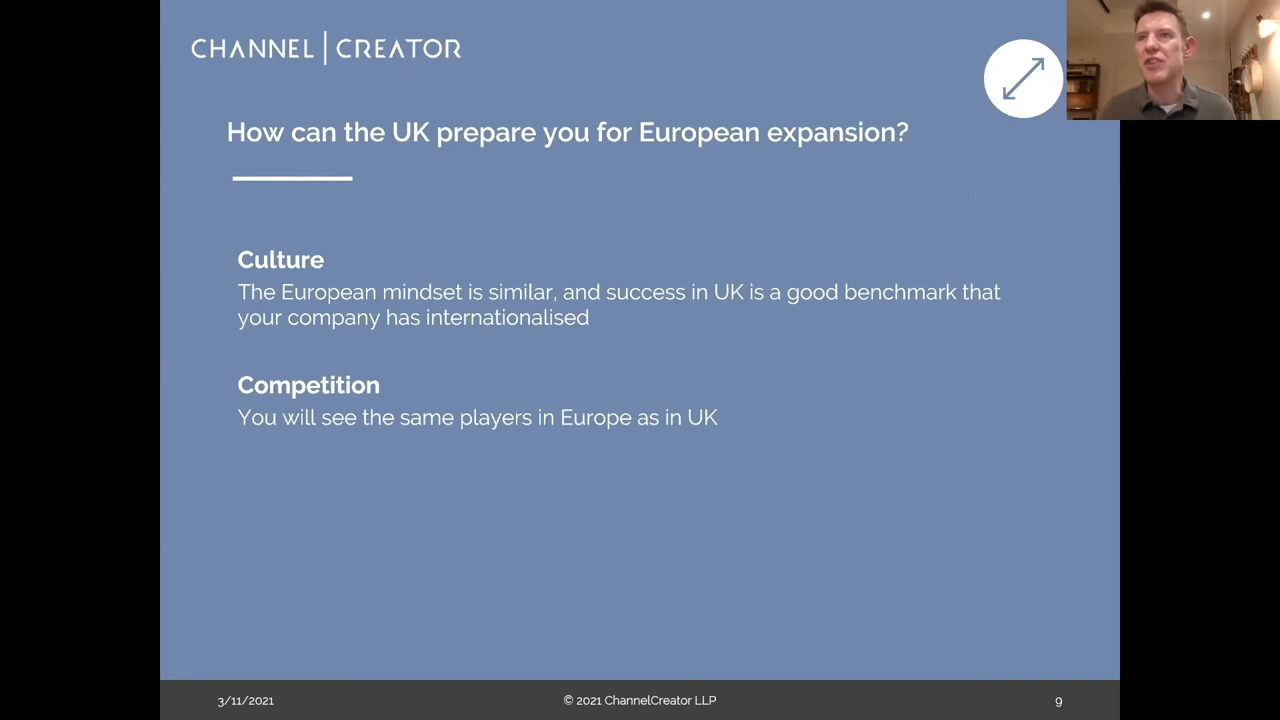 CHANNEL | CREATOR
How can the UK prepare you for European expansion?
Culture
The European mindset is similar, and success in UK is a good benchmark that
your company has internationalised
Competition
You will see the same players in Europe as in UK
3/11/2021
© 2021 ChannelCreator LLP
9